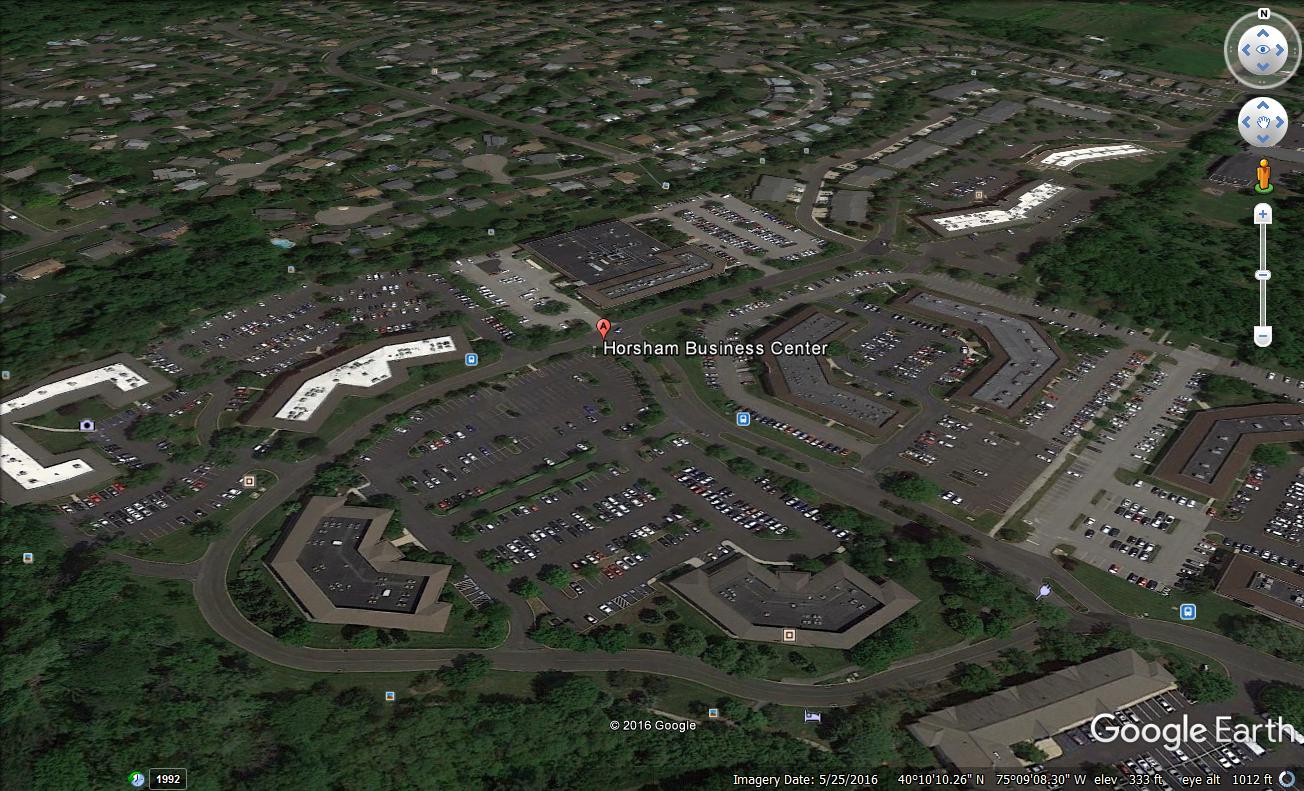 N
A
Horsham Business Center
© 2016 Google
Google Earth
1992
Imagery Date: 5/25/2016 40°10'10.26" N 75°09'08.30" W elev 333 ft eye alt 1012 ft